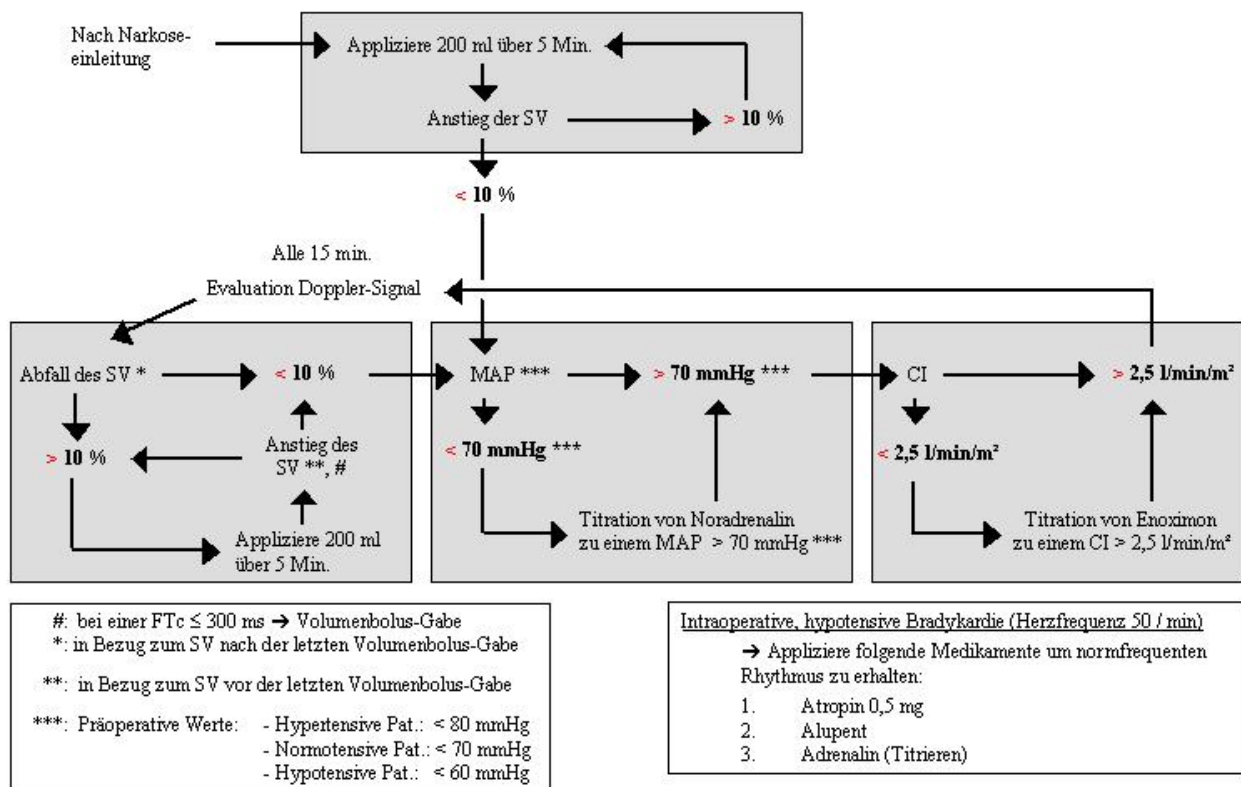 Nach Narkose-
einleitung
Appliziere 200 ml über 5 Min.
Anstieg der SV
> 10 %
< 10 %
Alle 15 min.
Evaluation Doppler-Signal
Abfall des SV *
< 10 %
> 10 %
Anstieg des
SV **, #
Appliziere 200 ml
über 5 Min.
MAP ***
> 70 mmHg ***
< 70 mmHg ***
Titration von Noradrenalin
zu einem MAP > 70 mmHg ***
CI
> 2,5 l/min/m²
< 2,5 l/min/m²
Titration von Enoximon
zu einem CI > 2,5 l/min/m²
#: bei einer FTc ≤ 300 ms → Volumenbolus-Gabe
*: in Bezug zum SV nach der letzten Volumenbolus-Gabe
**: in Bezug zum SV vor der letzten Volumenbolus-Gabe
***: Präoperative Werte: - Hypertensive Pat.: < 80 mmHg
- Normotensive Pat.: < 70 mmHg
- Hypotensive Pat.: < 60 mmHg
Intraoperative, hypotensive Bradykardie (Herzfrequenz 50 / min)
→ Appliziere folgende Medikamente um normfrequenten
Rhythmus zu erhalten:
1. Atropin 0,5 mg
2. Alupent
3. Adrenalin (Titrieren)